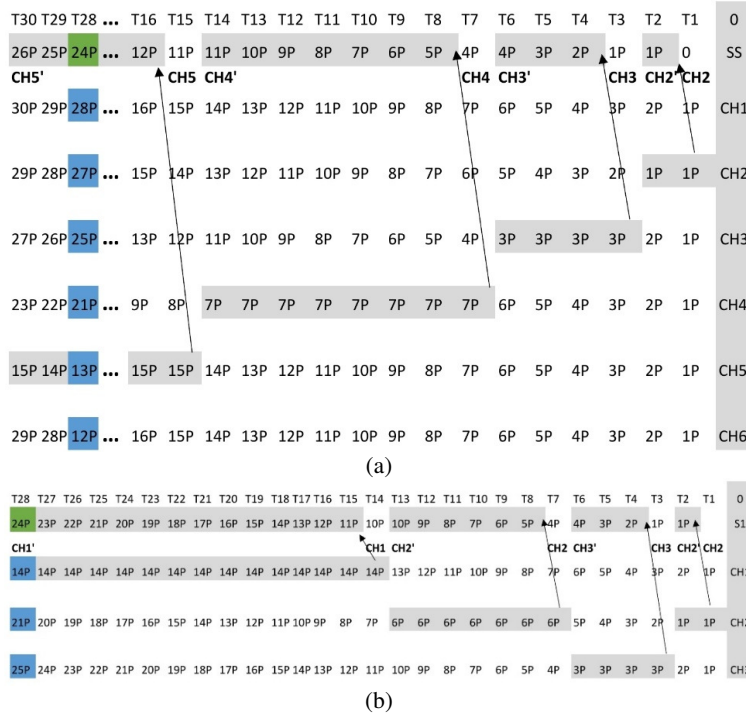 T30 T29 T28 ... T16 T15 T14 T13 T12 T11 T10 T9 T8 T7 T6 T5 T4 T3 T2 T1 0
26P 25P 24P ... 12P 11P 11P 10P 9P 8P 7P 6P 5P 4P 4P 3P 2P 1P 1P 0 SS
CH5' CH5 CH4' CH4 CH3' CH3 CH2' CH2
30P 29P 28P ... 16P 15P 14P 13P 12P 11P 10P 9P 8P 7P 6P 5P 4P 3P 2P 1P CH1
29P 28P 27P ... 15P 14P 13P 12P 11P 10P 9P 8P 7P 6P 5P 4P 3P 2P 1P 1P CH2
27P 26P 25P ... 13P 12P 11P 10P 9P 8P 7P 6P 5P 4P 3P 3P 3P 3P 2P 1P CH3
23P 22P 21P ... 9P 8P 7P 7P 7P 7P 7P 7P 7P 7P 6P 5P 4P 3P 2P 1P CH4
15P 14P 13P ... 15P 15P 14P 13P 12P 11P 10P 9P 8P 7P 6P 5P 4P 3P 2P 1P CH5
29P 28P 12P ... 16P 15P 14P 13P 12P 11P 10P 9P 8P 7P 6P 5P 4P 3P 2P 1P CH6
(a)
T28 T27 T26 T25 T24 T23 T22 T21 T20 T19 T18 T17 T16 T15 T14 T13 T12 T11 T10 T9 T8 T7 T6 T5 T4 T3 T2 T1 0
24P 23P 22P 21P 20P 19P 18P 17P 16P 15P 14P 13P 12P 11P 10P 10P 9P 8P 7P 6P 5P 4P 4P 3P 2P 1P 1P S1
CH1' CH1 CH2' CH2 CH3' CH3 CH2' CH2
14P 14P 14P 14P 14P 14P 14P 14P 14P 14P 14P 14P 14P 14P 14P 13P 12P 11P 10P 9P 8P 7P 6P 5P 4P 3P 2P 1P CH1
21P 20P 19P 18P 17P 16P 15P 14P 13P 12P 11P 10P 9P 8P 7P 6P 6P 6P 6P 6P 6P 6P 5P 4P 3P 2P 1P 1P CH2
25P 24P 23P 22P 21P 20P 19P 18P 17P 16P 15P 14P 13P 12P 11P 10P 9P 8P 7P 6P 5P 4P 3P 3P 3P 3P 2P 1P CH3
(b)